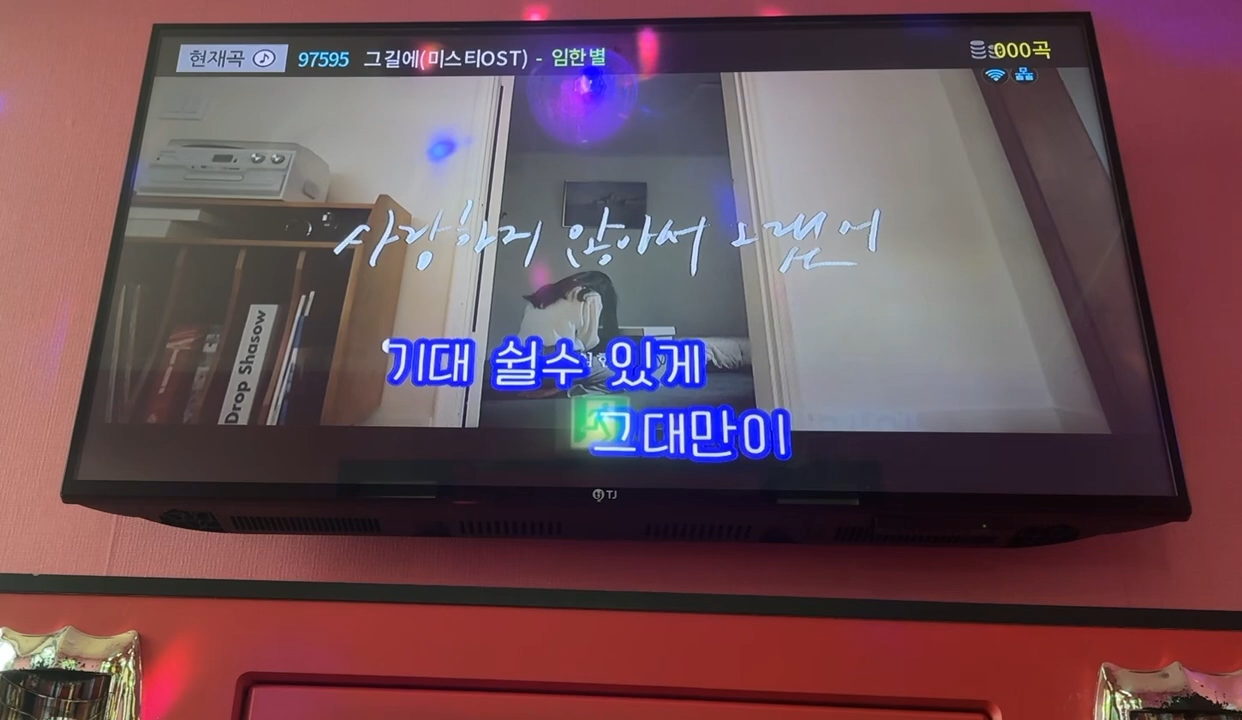 현재곡 97595 그길에(미스티OST) - 임한별 000곡
사랑하지 않아서 그랬어
Drop Shasow
기대 쉴수 있게
그대만이
TJ